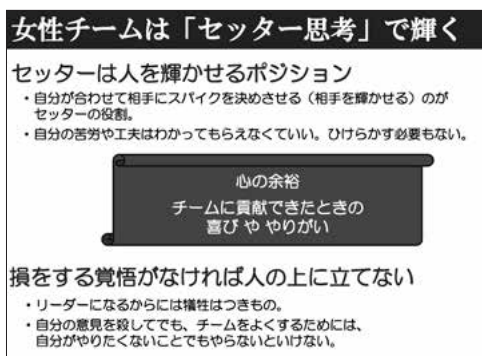 女性チームは「セッター思考」で輝く
セッターは人を輝かせるポジション
・自分が合わせて相手にスパイクを決めさせる（相手を輝かせる）のが
セッターの役割。
・自分の苦労や工夫はわかってもらえなくていい。ひけらかす必要もない。
心の余裕
チームに貢献できたときの
喜び や やりがい
損をする覚悟がなければ人の上に立てない
・リーダーになるからには犠牲はつきもの。
・自分の意見を殺してでも、チームをよくするためには、
自分がやりたくないことでもやらないといけない。